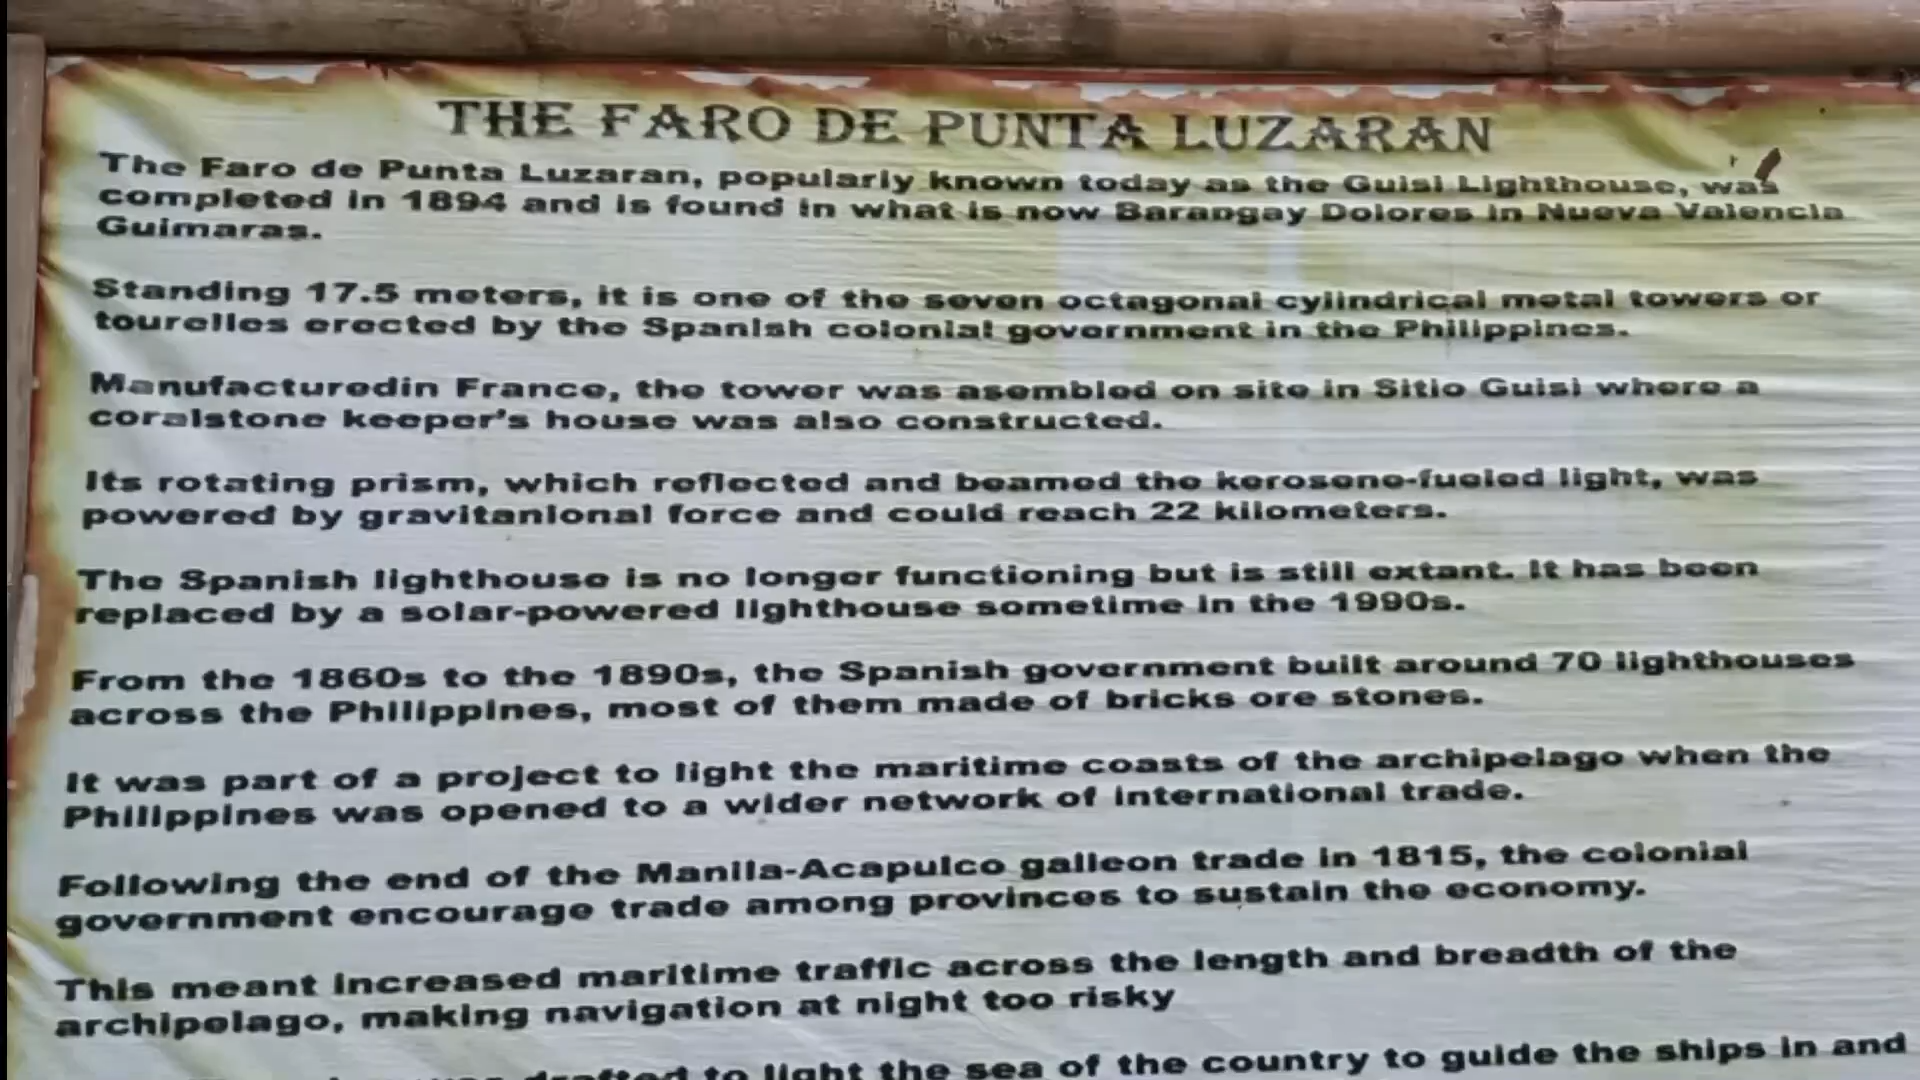 THE FARO DE PUNTA LUZARAN
The Faro de Punta Luzaran, popularly known today as the Guisi Lighthouse, was
completed in 1894 and is found in what is now Barangay Dolores in Nueva Valencia
Guimaras.
Standing 17.5 meters, it is one of the seven octagonal cylindrical metal towers or
tourelles erected by the Spanish colonial government in the Philippines.
Manufacturedin France, the tower was asembled on site in Sitio Guisi where a
coralstone keeper's house was also constructed.
Its rotating prism, which reflected and beamed the kerosene-fueled light, was
powered by gravitanional force and could reach 22 kilometers.
The Spanish lighthouse is no longer functioning but is still extant. It has been
replaced by a solar-powered lighthouse sometime in the 1990s.
From the 1860s to the 1890s, the Spanish government built around 70 lighthouses
across the Philippines, most of them made of bricks ore stones.
It was part of a project to light the maritime coasts of the archipelago when the
Philippines was opened to a wider network of international trade.
Following the end of the Manila-Acapulco galleon trade in 1815, the colonial
government encourage trade among provinces to sustain the economy.
This meant increased maritime traffic across the length and breadth of the
archipelago, making navigation at night too risky
drafted to light the sea of the country to guide the ships in and